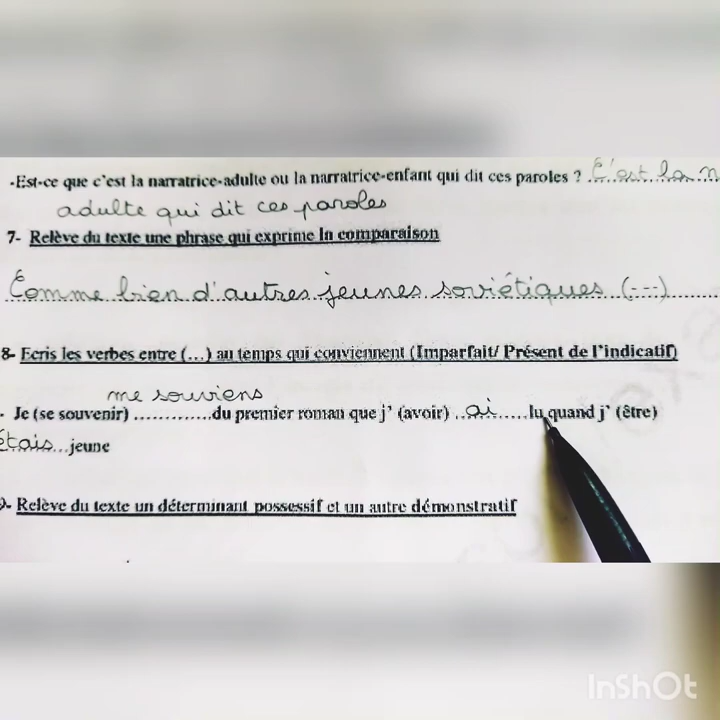 -Est-ce que c'est la narratrice-adulte ou la narratrice-enfant qui dit ces paroles ? C'est la n
adulte qui dit ces paroles
7- Relève du texte une phrase qui exprime la comparaison
Comme bien d'autres jeunes soviétiques (---)
8- Ecris les verbes entre (…) au temps qui conviennent (Imparfait/ Présent de l'indicatif)
me souviens
- Je (se souvenir) .............du premier roman que j' (avoir) ..ai.....lu quand j' (être)
étais...jeune
9- Relève du texte un déterminant possessif et un autre démonstratif
InShOt